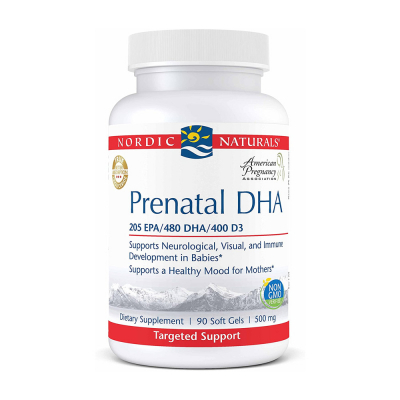 NORDIC NATURALS®
American
Pregnancy
ASSOCIATION
Prenatal DHA
205 EPA/480 DHA/400 D3
Supports Neurological, Visual, and Immune
Development in Babies*
Supports a Healthy Mood for Mothers*
NON
GMO
Dietary Supplement | 90 Soft Gels | 500 mg
Targeted Support